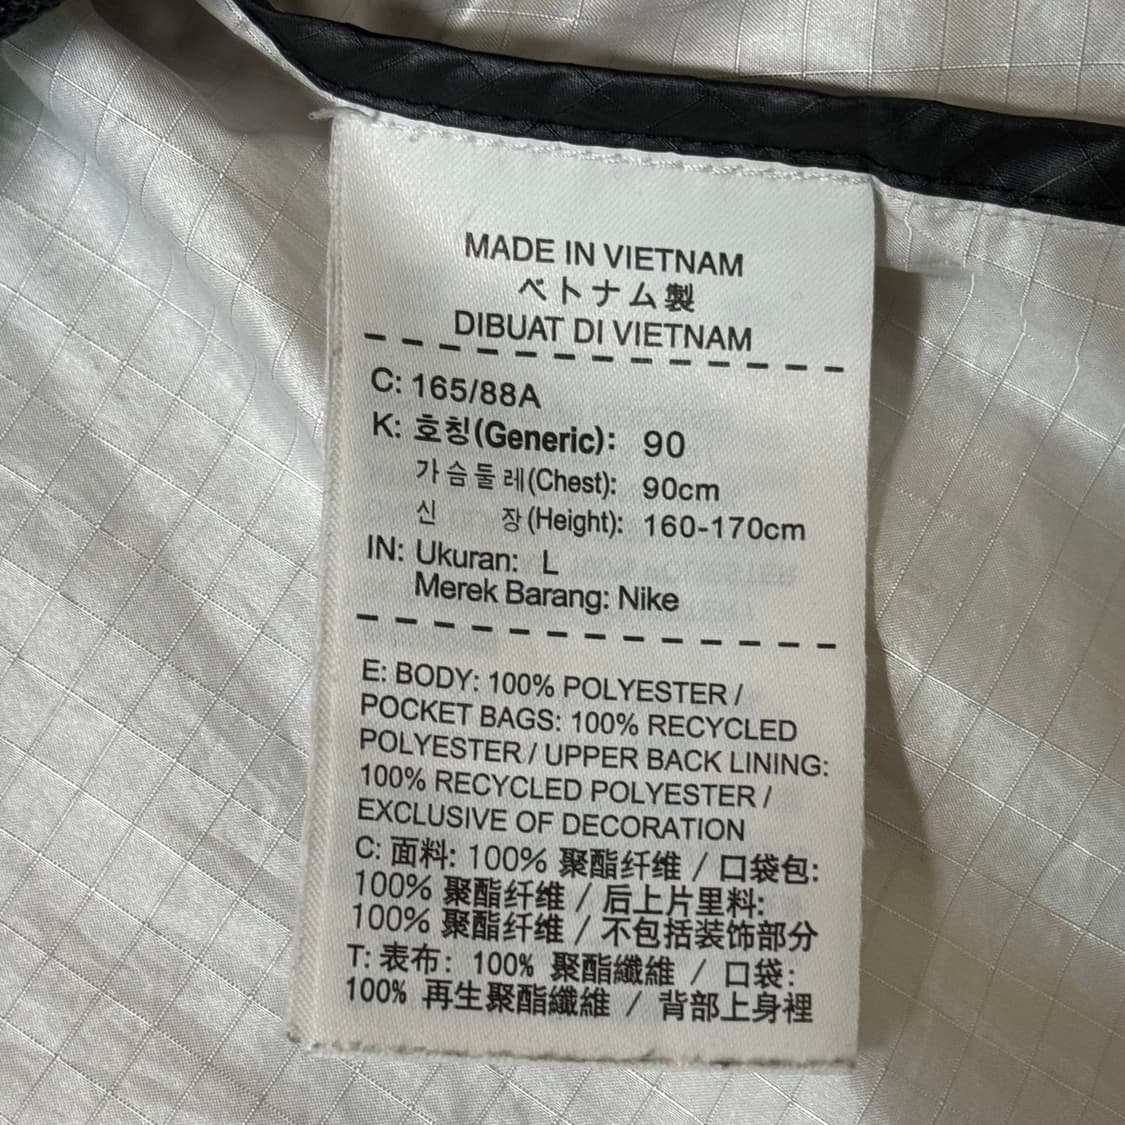 MADE IN VIETNAM
ベトナム製
DIBUAT DI VIETNAM
C: 165/88A
K: 호칭(Generic): 90
가슴둘레(Chest): 90cm
신 장(Height): 160-170cm
IN: Ukuran: L
Merek Barang: Nike
E: BODY: 100% POLYESTER /
POCKET BAGS: 100% RECYCLED
POLYESTER / UPPER BACK LINING:
100% RECYCLED POLYESTER /
EXCLUSIVE OF DECORATION
C: 面料: 100% 聚酯纤维 / 口袋包:
100% 聚酯纤维 / 后上片里料:
100% 聚酯纤维 / 不包括装饰部分
T: 表布: 100% 聚酯纖維 / 口袋:
100% 再生聚酯纖維 / 背部上身裡